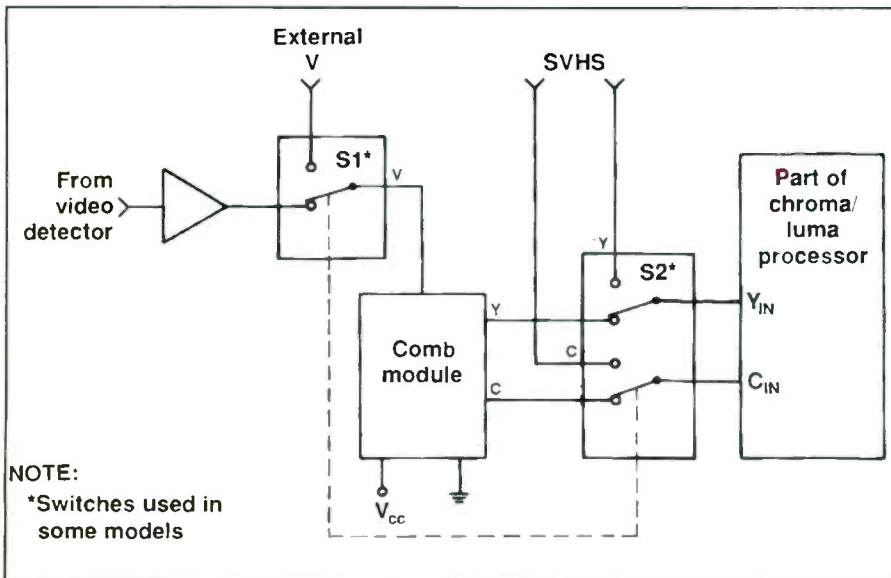 External
V
SVHS
S1*
V
From
video
detector
Part of
chroma/
luma
processor
Y
S2*
Y
Y_IN
Comb
module
C
C
C_IN
NOTE:
*Switches used in
some models
V_cc